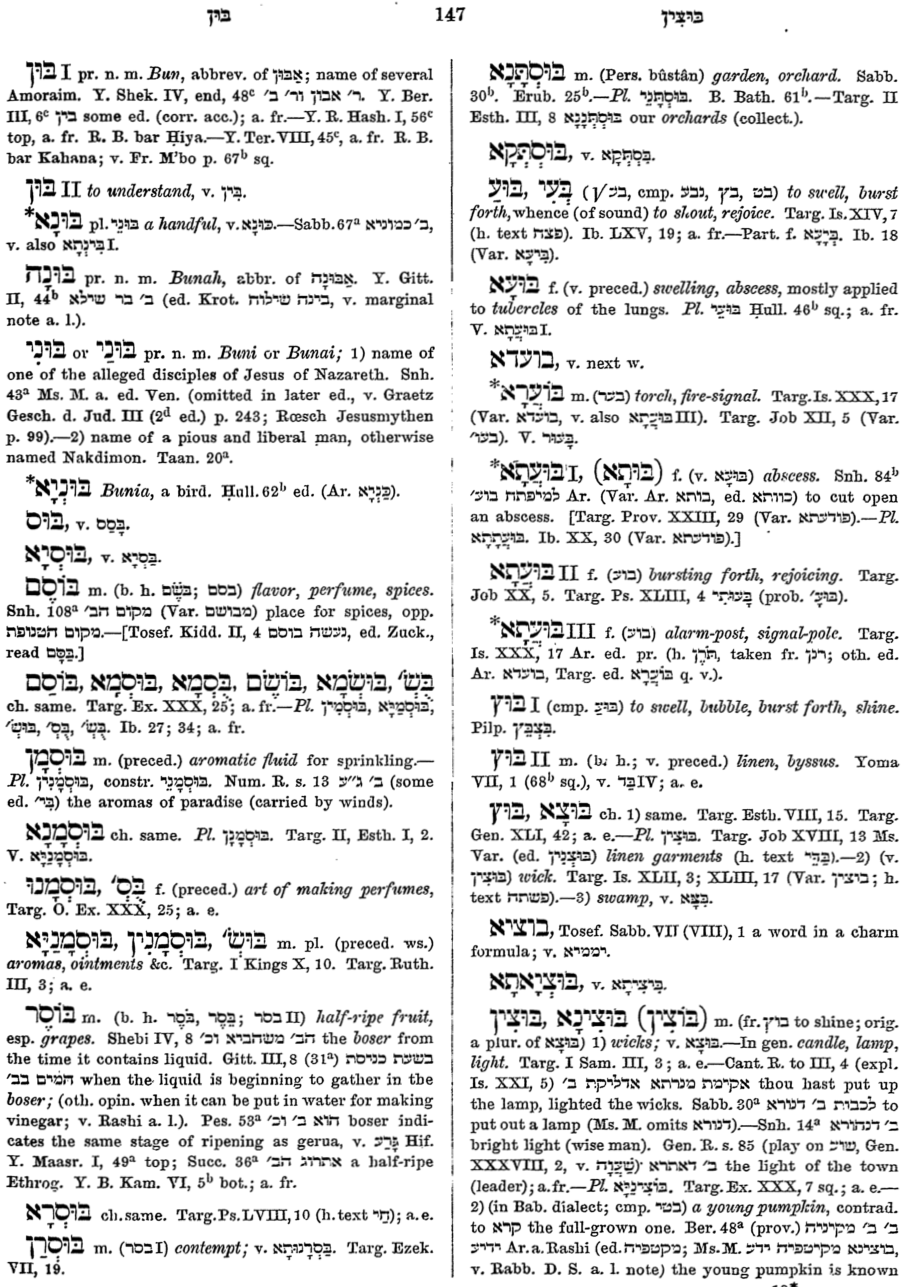 בון 147 בוצין
בּוּן I pr. n. m. Bun, abbrev. of אָבוּן; name of several
Amoraim. Y. Shek. IV, end, 48ᶜ ר׳ אבון ור׳ ב׳. Y. Ber.
III, 6ᶜ בין some ed. (corr. acc.); a. fr.—Y. R. Hash. I, 56ᶜ
top, a. fr. R. B. bar Ḥiya.—Y. Ter. VIII, 45ᶜ, a. fr. R. B.
bar Kahana; v. Fr. M'bo p. 67ᵇ sq.
בּוּן II to understand, v. בִּין.
*בּוּנָא pl. בּוּנֵי a handful, v. כּוּנָא.—Sabb. 67ᵃ ב׳ כמוניא,
v. also בִּינְתָא I.
בּוּנָה pr. n. m. Bunah, abbr. of אַבּוּנָה. Y. Gitt.
II, 44ᵇ ב׳ בר שילא (ed. Krot. בינה שילוח, v. marginal
note a. l.).
בּוּנַי or בּוּנִי pr. n. m. Buni or Bunai; 1) name of
one of the alleged disciples of Jesus of Nazareth. Snh.
43ᵃ Ms. M. a. ed. Ven. (omitted in later ed., v. Graetz
Gesch. d. Jud. III (2ᵈ ed.) p. 243; Rœsch Jesusmythen
p. 99).—2) name of a pious and liberal man, otherwise
named Nakdimon. Taan. 20ᵃ.
*בּוּנְיָא Bunia, a bird. Ḥull. 62ᵇ ed. (Ar. כַּנְיָא).
בּוּס, v. בָּסַס.
בּוּסְיָא, v. בַּסְיָא.
בּוֹסֶם m. (b. h. בּשֶׂם; בסם) flavor, perfume, spices.
Snh. 108ᵃ מקום הב׳ (Var. מבושם) place for spices, opp.
מקום הטנופת.—[Tosef. Kidd. II, 4 נעשה בוסם, ed. Zuck.,
read בַּסָּם.]
בּוּסַם, בּוּסְמָא, בּוּשְׂמָא, בּוֹשֶׂם, בֻּסְמָא, בֻּשְׂ׳
ch. same. Targ. Ex. XXX, 25; a. fr.—Pl. בּוּסְמִין, בּוּסְמַיָּא,
בּוּשְׂ׳, בֻּסְ׳, בֻּשְׂ׳. Ib. 27; 34; a. fr.
בּוּסְמָן m. (preced.) aromatic fluid for sprinkling.—
Pl. בּוּסְמָנִין, constr. בּוּסְמָנֵי. Num. R. s. 13 ב׳ ג״ע (some
ed. בי׳) the aromas of paradise (carried by winds).
בּוּסְמָנָא ch. same. Pl. בּוּסְמָנָן. Targ. II, Esth. I, 2.
V. בּוּסְמָנַיָּא.
בּוּסְמָנוּ, בֻּסְ׳ f. (preced.) art of making perfumes,
Targ. O. Ex. XXX, 25; a. e.
בּוּסְמָנַיָּא, בּוּסְמָנִין, בּוּשְׂ׳ m. pl. (preced. ws.)
aromas, ointments &c. Targ. I Kings X, 10. Targ. Ruth.
III, 3; a. e.
בּוֹסֶר m. (b. h. בֹּסֶר, בֶּסֶר; בסר II) half-ripe fruit,
esp. grapes. Shebi IV, 8 הב׳ משהביא וכ׳ the boser from
the time it contains liquid. Gitt. III, 8 (31ᵃ) בשעת כניסת
המים בב׳ when the liquid is beginning to gather in the
boser; (oth. opin. when it can be put in water for making
vinegar; v. Rashi a. l.). Pes. 53ᵃ הוא ב׳ וכ׳ boser indi-
cates the same stage of ripening as gerua, v. גָּרַע Hif.
Y. Maasr. I, 49ᵃ top; Succ. 36ᵃ אתרוג הב׳ a half-ripe
Ethrog. Y. B. Kam. VI, 5ᵇ bot.; a. fr.
בּוּסְרָא ch. same. Targ. Ps. LVIII, 10 (h. text חי); a. e.
בּוּסְרָן m. (בסר I) contempt; v. בַּסְרָנוּתָא. Targ. Ezek.
VII, 19.
בּוּסְתָּנָא m. (Pers. bûstân) garden, orchard. Sabb.
30ᵇ. Erub. 25ᵇ.—Pl. בּוּסְתָּנֵי. B. Bath. 61ᵇ.—Targ. II
Esth. III, 8 בּוּסְתָּנָנָא our orchards (collect.).
בּוּסְתְּקָא, v. בִּסְתְּקָא.
בּוּעַ, בְּעִי (√בע, cmp. בט, בץ, נבע, צבע) to swell, burst
forth, whence (of sound) to shout, rejoice. Targ. Is. XIV, 7
(h. text פצח). Ib. LXV, 19; a. fr.—Part. f. בְּיָעָא. Ib. 18
(Var. בִּיעָא).
בּוּעָא f. (v. preced.) swelling, abscess, mostly applied
to tubercles of the lungs. Pl. בּוּעֵי Ḥull. 46ᵇ sq.; a. fr.
V. בּוּעֲתָא I.
בועדא, v. next w.
*בּוֹעֲרָא m. (בער) torch, fire-signal. Targ. Is. XXX, 17
(Var. בועדא, v. also בּוּעֲתָא III). Targ. Job XII, 5 (Var.
בעו׳). V. בָּעוּר.
*בּוּעֲתָא I, (בּוּתָא) f. (v. בּוּעָא) abscess. Snh. 84ᵇ
למיפתח בוע׳ Ar. (Var. Ar. בותא, ed. כוותא) to cut open
an abscess. [Targ. Prov. XXIII, 29 (Var. פודעתא).—Pl.
בּוּעֲתָתָא. Ib. XX, 30 (Var. פודעתא).]
בּוּעֲתָא II f. (בוע) bursting forth, rejoicing. Targ.
Job XX, 5. Targ. Ps. XLIII, 4 בָּעוּתִי (prob. בּוּעָ׳).
*בּוּעֲתָא III f. (בוע) alarm-post, signal-pole. Targ.
Is. XXX, 17 Ar. ed. pr. (h. תֹּרֶן, taken fr. רנן; oth. ed.
Ar. בועדא, Targ. ed. בּוֹעֲרָא q. v.).
בּוּץ I (cmp. בּוּעַ) to swell, bubble, burst forth, shine.
Pilp. בִּצְבֵּץ.
בּוּץ II m. (b. h.; v. preced.) linen, byssus. Yoma
VII, 1 (68ᵇ sq.), v. בַּד IV; a. e.
בּוּצָא, בּוּץ ch. 1) same. Targ. Esth. VIII, 15. Targ.
Gen. XLI, 42; a. e.—Pl. בּוּצִין. Targ. Job XVIII, 13 Ms.
Var. (ed. בּוּצְנִין) linen garments (h. text בַּדֵּי).—2) (v.
בּוּצִין) wick. Targ. Is. XLII, 3; XLIII, 17 (Var. בוצין; h.
text פשתה).—3) swamp, v. בִּצָּא.
בוציא, Tosef. Sabb. VII (VIII), 1 a word in a charm
formula; v. יממיא.
בּוּצְיָאתָא, v. בִּיצִיתָא.
בּוּצִינָא, בּוּצִין (בּוֹצִין) m. (fr. בוץ to shine; orig.
a plur. of בּוּצָא) 1) wicks; v. בּוּצָא.—In gen. candle, lamp,
light. Targ. I Sam. III, 3; a. e.—Cant. R. to III, 4 (expl.
Is. XXI, 5) אקימת מנרתא אדליקת ב׳ thou hast put up
the lamp, lighted the wicks. Sabb. 30ᵃ לכבות ב׳ דנורא to
put out a lamp (Ms. M. omits דנורא).—Snh. 14ᵃ ב׳ דנהורא
bright light (wise man). Gen. R. s. 85 (play on שוע, Gen.
XXXVIII, 2, v. שַׁעֲוָה) ב׳ דאתרא the light of the town
(leader); a. fr.—Pl. בּוֹצִינַיָּא. Targ. Ex. XXX, 7 sq.; a. e.—
2) (in Bab. dialect; cmp. בטי) a young pumpkin, contrad.
to קרא the full-grown one. Ber. 48ᵃ (prov.) ב׳ ב׳ מקיניה
ידיע Ar. a. Rashi (ed. מקטפיה; Ms. M. בוצינא מקיטפיה ידע,
v. Rabb. D. S. a. l. note) the young pumpkin is known